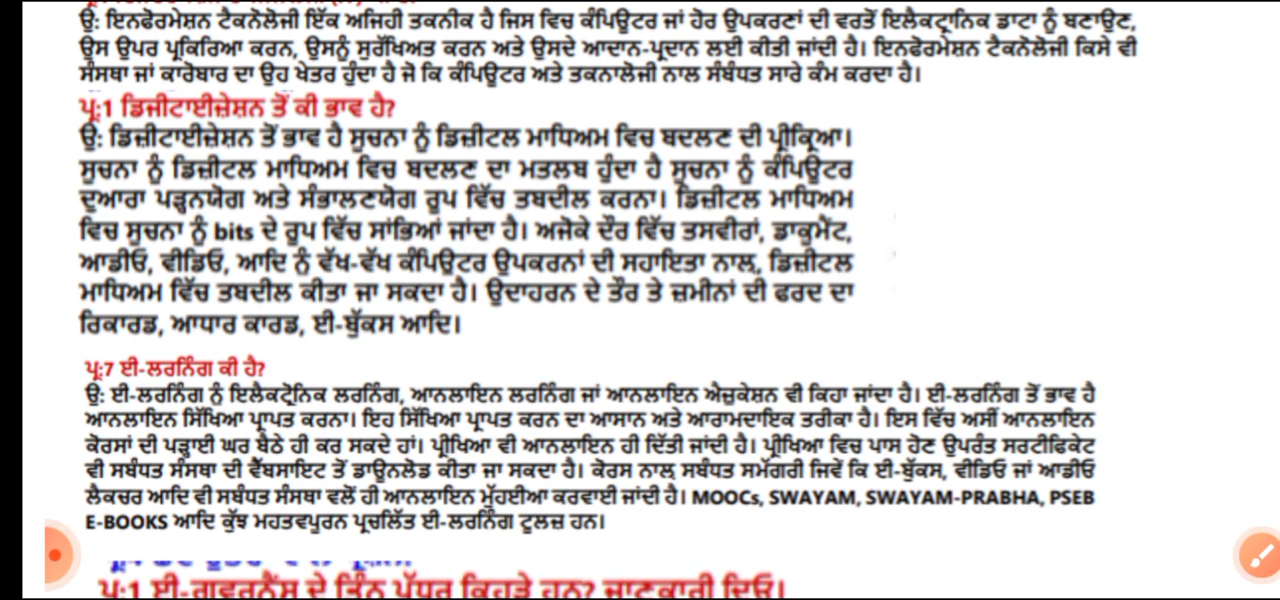 ਉ: ਇਨਫੋਰਮੇਸ਼ਨ ਟੈਕਨੋਲੋਜੀ ਇੱਕ ਅਜਿਹੀ ਤਕਨੀਕ ਹੈ ਜਿਸ ਵਿਚ ਕੰਪਿਊਟਰ ਜਾਂ ਹੋਰ ਉਪਕਰਣਾਂ ਦੀ ਵਰਤੋਂ ਇਲੈਕਟ੍ਰਾਨਿਕ ਡਾਟਾ ਨੂੰ ਬਣਾਉਣ,
ਉਸ ਉਪਰ ਪ੍ਰਕਿਰਿਆ ਕਰਨ, ਉਸਨੂੰ ਸੁਰੱਖਿਅਤ ਕਰਨ ਅਤੇ ਉਸਦੇ ਆਦਾਨ-ਪ੍ਰਦਾਨ ਲਈ ਕੀਤੀ ਜਾਂਦੀ ਹੈ। ਇਨਫੋਰਮੇਸ਼ਨ ਟੈਕਨੋਲੋਜੀ ਕਿਸੇ ਵੀ
ਸੰਸਥਾ ਜਾਂ ਕਾਰੋਬਾਰ ਦਾ ਉਹ ਖੇਤਰ ਹੁੰਦਾ ਹੈ ਜੋ ਕਿ ਕੰਪਿਊਟਰ ਅਤੇ ਤਕਨਾਲੋਜੀ ਨਾਲ ਸੰਬੰਧਤ ਸਾਰੇ ਕੰਮ ਕਰਦਾ ਹੈ।
ਪ੍ਰ:1 ਡਿਜੀਟਾਈਜ਼ੇਸ਼ਨ ਤੋਂ ਕੀ ਭਾਵ ਹੈ?
ਉ: ਡਿਜ਼ੀਟਾਈਜ਼ੇਸ਼ਨ ਤੋਂ ਭਾਵ ਹੈ ਸੂਚਨਾ ਨੂੰ ਡਿਜ਼ੀਟਲ ਮਾਧਿਅਮ ਵਿਚ ਬਦਲਣ ਦੀ ਪ੍ਰੀਕ੍ਰਿਆ।
ਸੂਚਨਾ ਨੂੰ ਡਿਜ਼ੀਟਲ ਮਾਧਿਅਮ ਵਿਚ ਬਦਲਣ ਦਾ ਮਤਲਬ ਹੁੰਦਾ ਹੈ ਸੂਚਨਾ ਨੂੰ ਕੰਪਿਊਟਰ
ਦੁਆਰਾ ਪੜ੍ਹਨਯੋਗ ਅਤੇ ਸੰਭਾਲਣਯੋਗ ਰੂਪ ਵਿੱਚ ਤਬਦੀਲ ਕਰਨਾ। ਡਿਜ਼ੀਟਲ ਮਾਧਿਅਮ
ਵਿਚ ਸੂਚਨਾ ਨੂੰ bits ਦੇ ਰੂਪ ਵਿੱਚ ਸਾਂਭਿਆਂ ਜਾਂਦਾ ਹੈ। ਅਜੋਕੇ ਦੌਰ ਵਿੱਚ ਤਸਵੀਰਾਂ, ਡਾਕੂਮੈਂਟ,
ਆਡੀਓ, ਵੀਡਿਓ, ਆਦਿ ਨੂੰ ਵੱਖ-ਵੱਖ ਕੰਪਿਊਟਰ ਉਪਕਰਨਾਂ ਦੀ ਸਹਾਇਤਾ ਨਾਲ, ਡਿਜ਼ੀਟਲ
ਮਾਧਿਅਮ ਵਿੱਚ ਤਬਦੀਲ ਕੀਤਾ ਜਾ ਸਕਦਾ ਹੈ। ਉਦਾਹਰਨ ਦੇ ਤੌਰ ਤੇ ਜ਼ਮੀਨਾਂ ਦੀ ਫਰਦ ਦਾ
ਰਿਕਾਰਡ, ਆਧਾਰ ਕਾਰਡ, ਈ-ਬੁੱਕਸ ਆਦਿ।
ਪ੍ਰ:7 ਈ-ਲਰਨਿੰਗ ਕੀ ਹੈ?
ਉ: ਈ-ਲਰਨਿੰਗ ਨੂੰ ਇਲੈਕਟ੍ਰੋਨਿਕ ਲਰਨਿੰਗ, ਆਨਲਾਇਨ ਲਰਨਿੰਗ ਜਾਂ ਆਨਲਾਇਨ ਐਜੂਕੇਸ਼ਨ ਵੀ ਕਿਹਾ ਜਾਂਦਾ ਹੈ। ਈ-ਲਰਨਿੰਗ ਤੋਂ ਭਾਵ ਹੈ
ਆਨਲਾਇਨ ਸਿੱਖਿਆ ਪ੍ਰਾਪਤ ਕਰਨਾ। ਇਹ ਸਿੱਖਿਆ ਪ੍ਰਾਪਤ ਕਰਨ ਦਾ ਆਸਾਨ ਅਤੇ ਆਰਾਮਦਾਇਕ ਤਰੀਕਾ ਹੈ। ਇਸ ਵਿੱਚ ਅਸੀਂ ਆਨਲਾਇਨ
ਕੋਰਸਾਂ ਦੀ ਪੜ੍ਹਾਈ ਘਰ ਬੈਠੇ ਹੀ ਕਰ ਸਕਦੇ ਹਾਂ। ਪ੍ਰੀਖਿਆ ਵੀ ਆਨਲਾਇਨ ਹੀ ਦਿੱਤੀ ਜਾਂਦੀ ਹੈ। ਪ੍ਰੀਖਿਆ ਵਿਚ ਪਾਸ ਹੋਣ ਉਪਰੰਤ ਸਰਟੀਫਿਕੇਟ
ਵੀ ਸਬੰਧਤ ਸੰਸਥਾ ਦੀ ਵੈੱਬਸਾਇਟ ਤੋਂ ਡਾਊਨਲੋਡ ਕੀਤਾ ਜਾ ਸਕਦਾ ਹੈ। ਕੋਰਸ ਨਾਲ ਸਬੰਧਤ ਸਮੱਗਰੀ ਜਿਵੇਂ ਕਿ ਈ-ਬੁੱਕਸ, ਵੀਡਿਓ ਜਾਂ ਆਡੀਓ
ਲੈਕਚਰ ਆਦਿ ਵੀ ਸਬੰਧਤ ਸੰਸਥਾ ਵਲੋਂ ਹੀ ਆਨਲਾਇਨ ਮੁੱਹਈਆ ਕਰਵਾਈ ਜਾਂਦੀ ਹੈ। MOOCs, SWAYAM, SWAYAM-PRABHA, PSEB
E-BOOKS ਆਦਿ ਕੁੱਝ ਮਹਤਵਪੂਰਨ ਪ੍ਰਚਲਿੱਤ ਈ-ਲਰਨਿੰਗ ਟੂਲਜ਼ ਹਨ।
ਪ੍ਰ:1 ਈ-ਗਵਰਨੈਂਸ ਦੇ ਤਿੰਨ ਪੱਧਰ ਕਿਹੜੇ ਹਨ? ਜਾਣਕਾਰੀ ਦਿਓ।